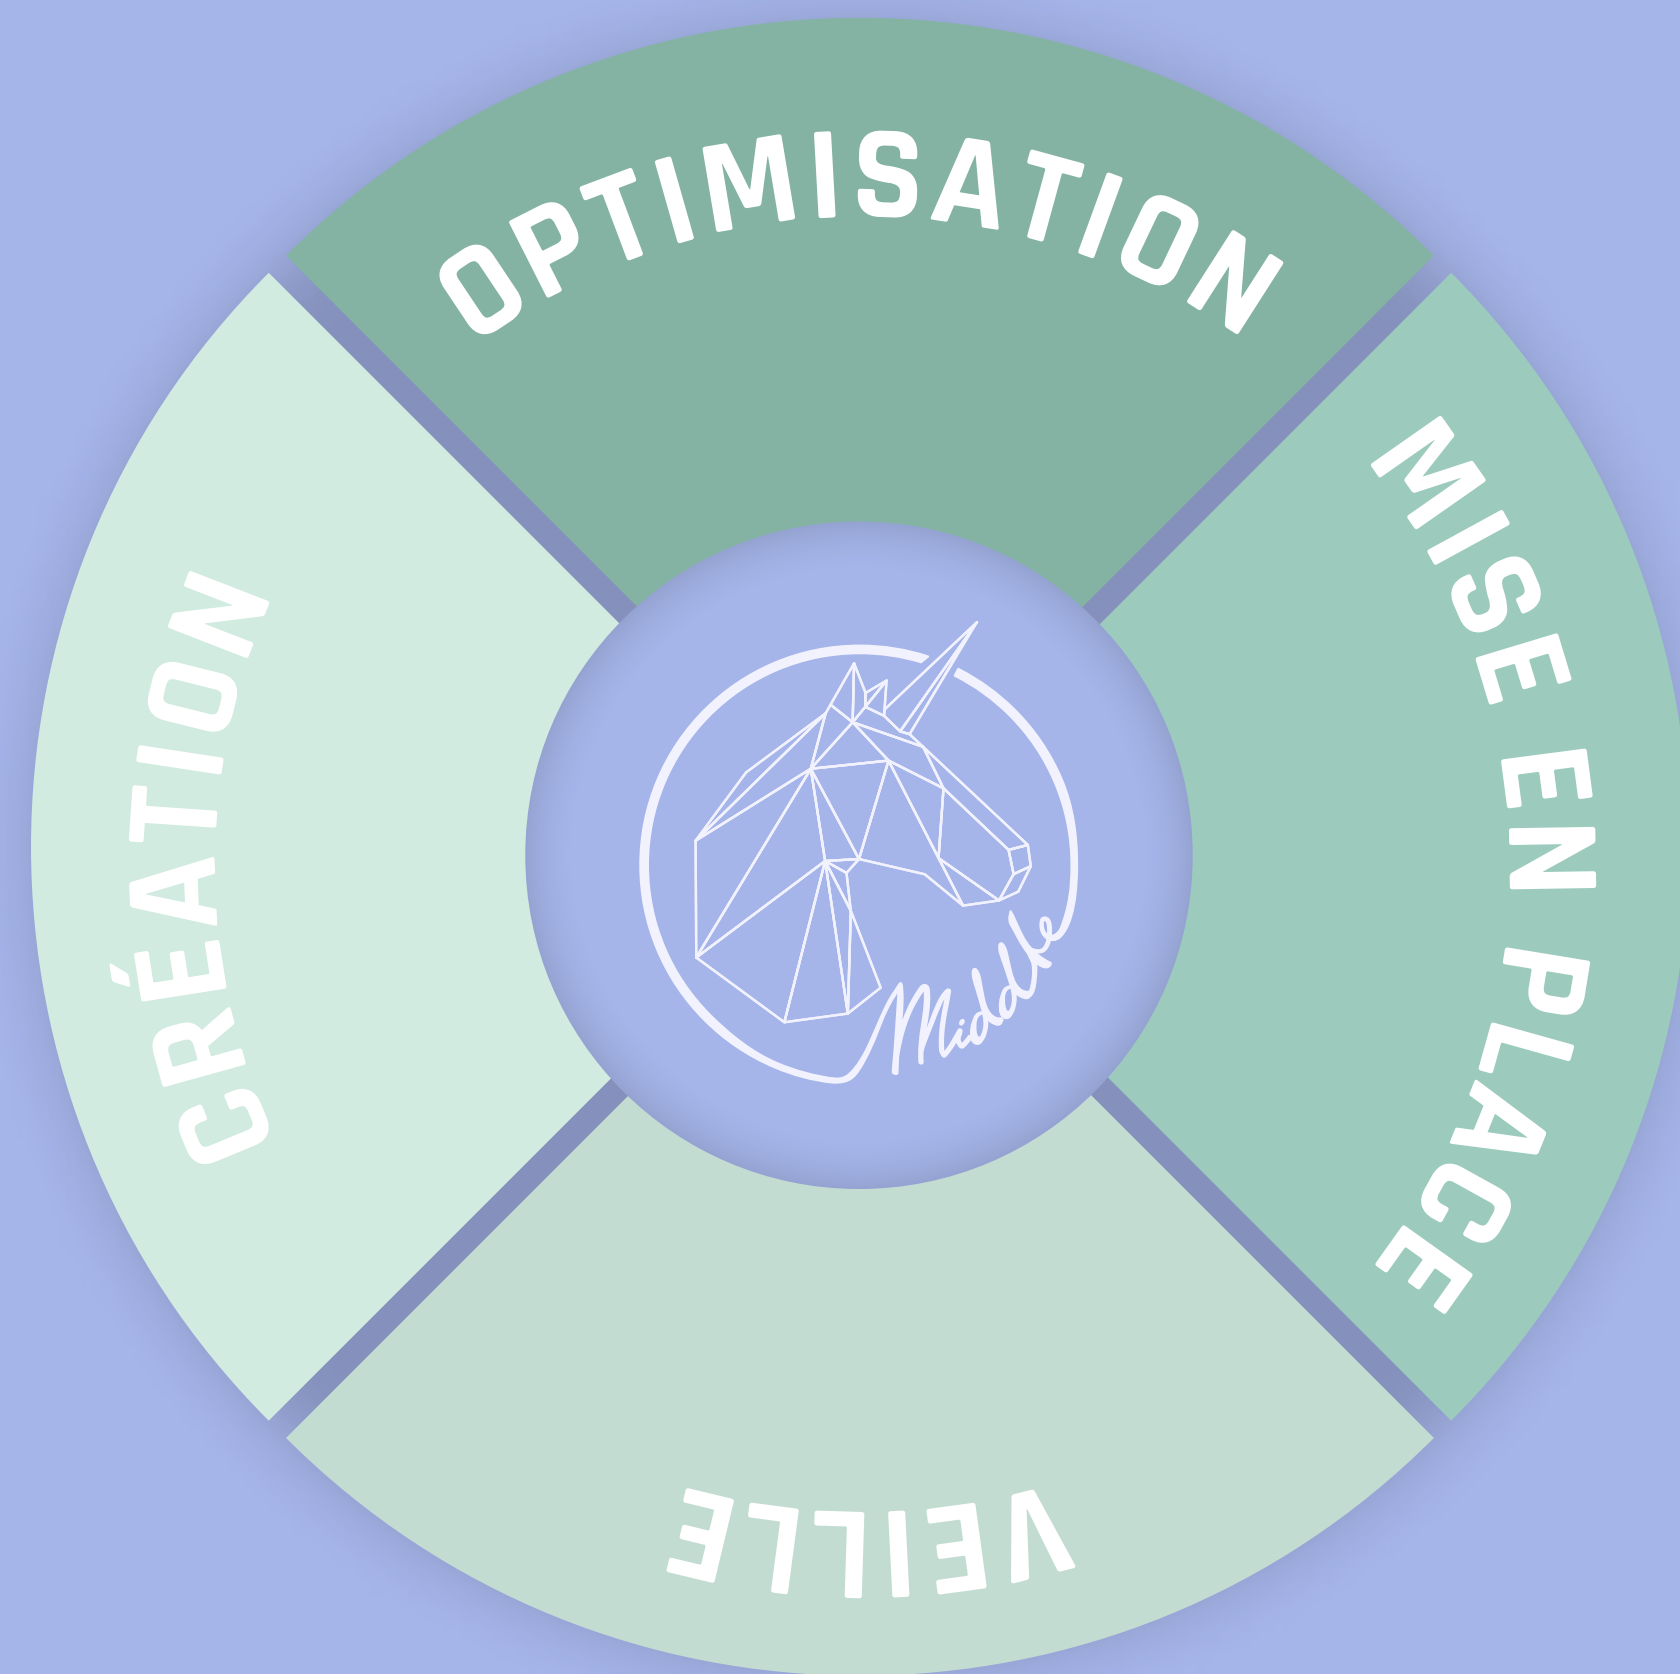 OPTIMISATION
MISE EN PLACE
VEILLE
CRÉATION
Middle